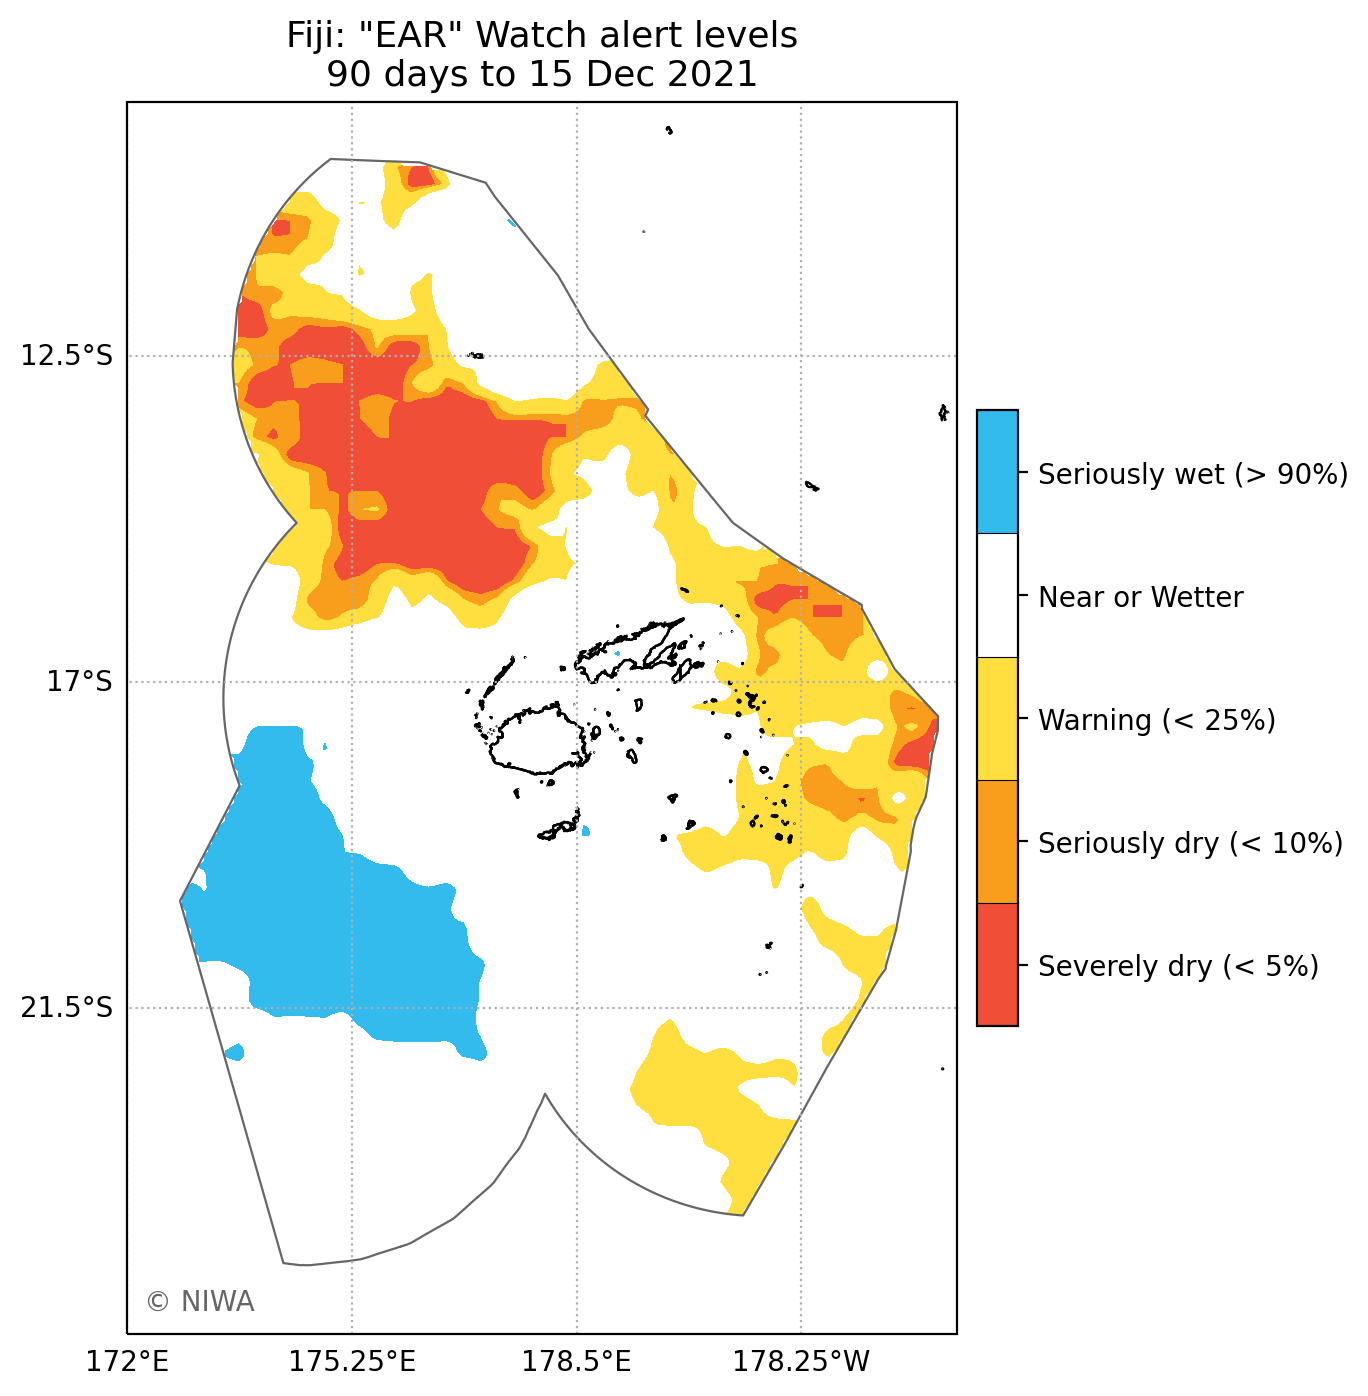 Fiji: "EAR" Watch alert levels
90 days to 15 Dec 2021
12.5°S
17°S
21.5°S
Seriously wet (> 90%)
Near or Wetter
Warning (< 25%)
Seriously dry (< 10%)
Severely dry (< 5%)
© NIWA
172°E
175.25°E
178.5°E
178.25°W